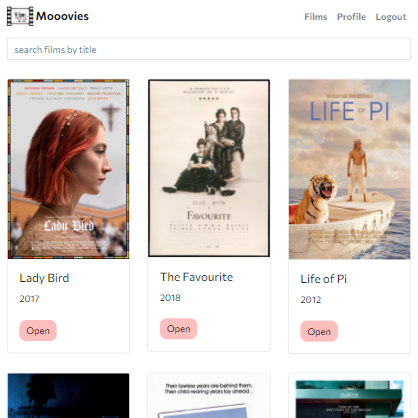 Mooovies
Films Profile Logout
search films by title
Lady Bird
LIFE OF PI
THE
FAVOURITE
Lady Bird
2017
Open
The Favourite
2018
Open
Life of Pi
2012
Open
Their lawless years are behind them.
Their child-rearing years lay ahead...